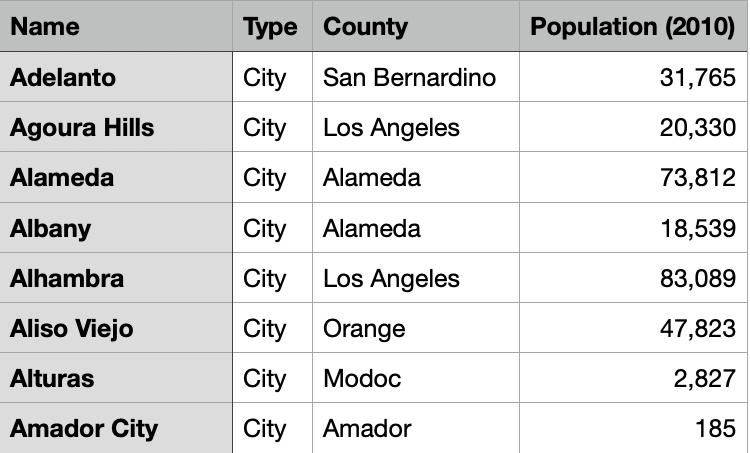 Name Type County Population (2010)
Adelanto City San Bernardino 31,765
Agoura Hills City Los Angeles 20,330
Alameda City Alameda 73,812
Albany City Alameda 18,539
Alhambra City Los Angeles 83,089
Aliso Viejo City Orange 47,823
Alturas City Modoc 2,827
Amador City City Amador 185